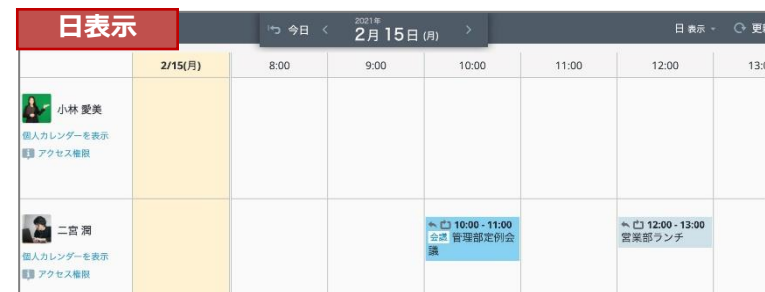 日表示
今日
2021年
2月15日(月)
日 表示
2/15(月) 8:00 9:00 10:00 11:00 12:00
小林 愛美
個人カレンダーを表示
アクセス権限
二宮 潤
個人カレンダーを表示
アクセス権限
10:00 - 11:00
会議 管理部定例会
議
12:00 - 13:00
営業部ランチ